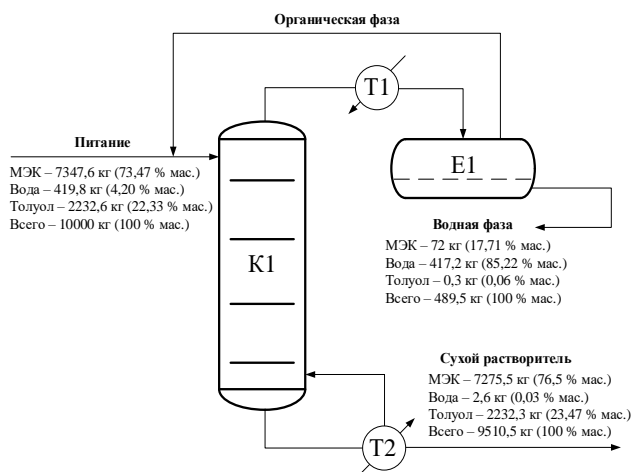 Органическая фаза
Т1
Питание
МЭК – 7347,6 кг (73,47 % мас.)
Вода – 419,8 кг (4,20 % мас.)
Толуол – 2232,6 кг (22,33 % мас.)
Всего – 10000 кг (100 % мас.)
Е1
Водная фаза
МЭК – 72 кг (17,71 % мас.)
Вода – 417,2 кг (85,22 % мас.)
Толуол – 0,3 кг (0,06 % мас.)
Всего – 489,5 кг (100 % мас.)
К1
Сухой растворитель
МЭК – 7275,5 кг (76,5 % мас.)
Вода – 2,6 кг (0,03 % мас.)
Толуол – 2232,3 кг (23,47 % мас.)
Всего – 9510,5 кг (100 % мас.)
Т2